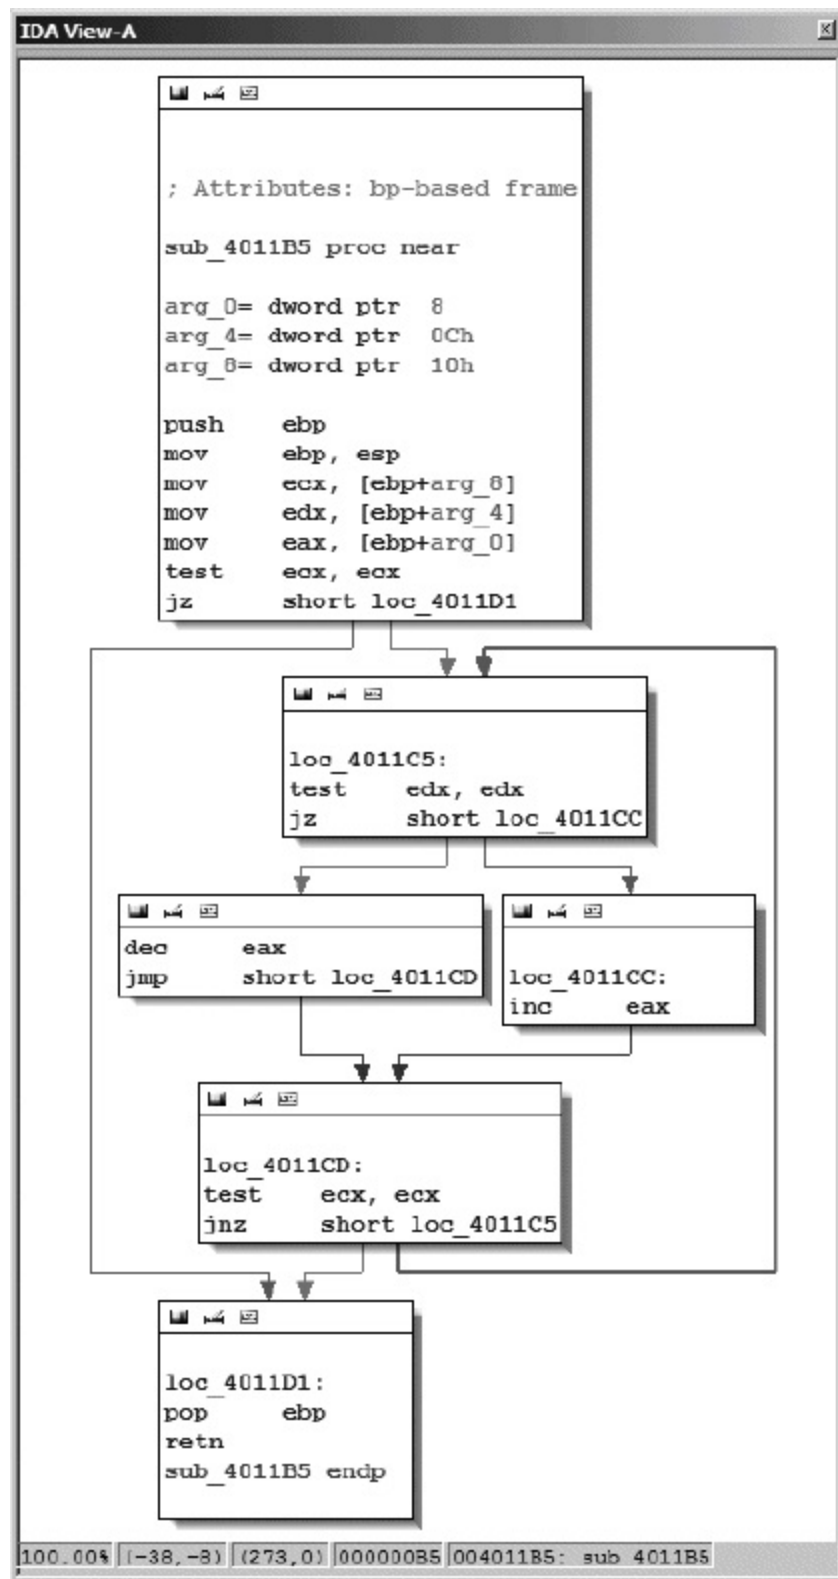 IDA View-A
; Attributes: bp-based frame
sub_4011B5 proc near
arg_0= dword ptr  8
arg_4= dword ptr  0Ch
arg_8= dword ptr  10h
push    ebp
mov     ebp, esp
mov     ecx, [ebp+arg_8]
mov     edx, [ebp+arg_4]
mov     eax, [ebp+arg_0]
test    ecx, ecx
jz      short loc_4011D1
loc_4011C5:
test    edx, edx
jz      short loc_4011CC
dec     eax
jmp     short loc_4011CD
loc_4011CC:
inc     eax
loc_4011CD:
test    ecx, ecx
jnz     short loc_4011C5
loc_4011D1:
pop     ebp
retn
sub_4011B5 endp
100.00% (-38,-8) (273,0) 000000B5 004011B5: sub_4011B5